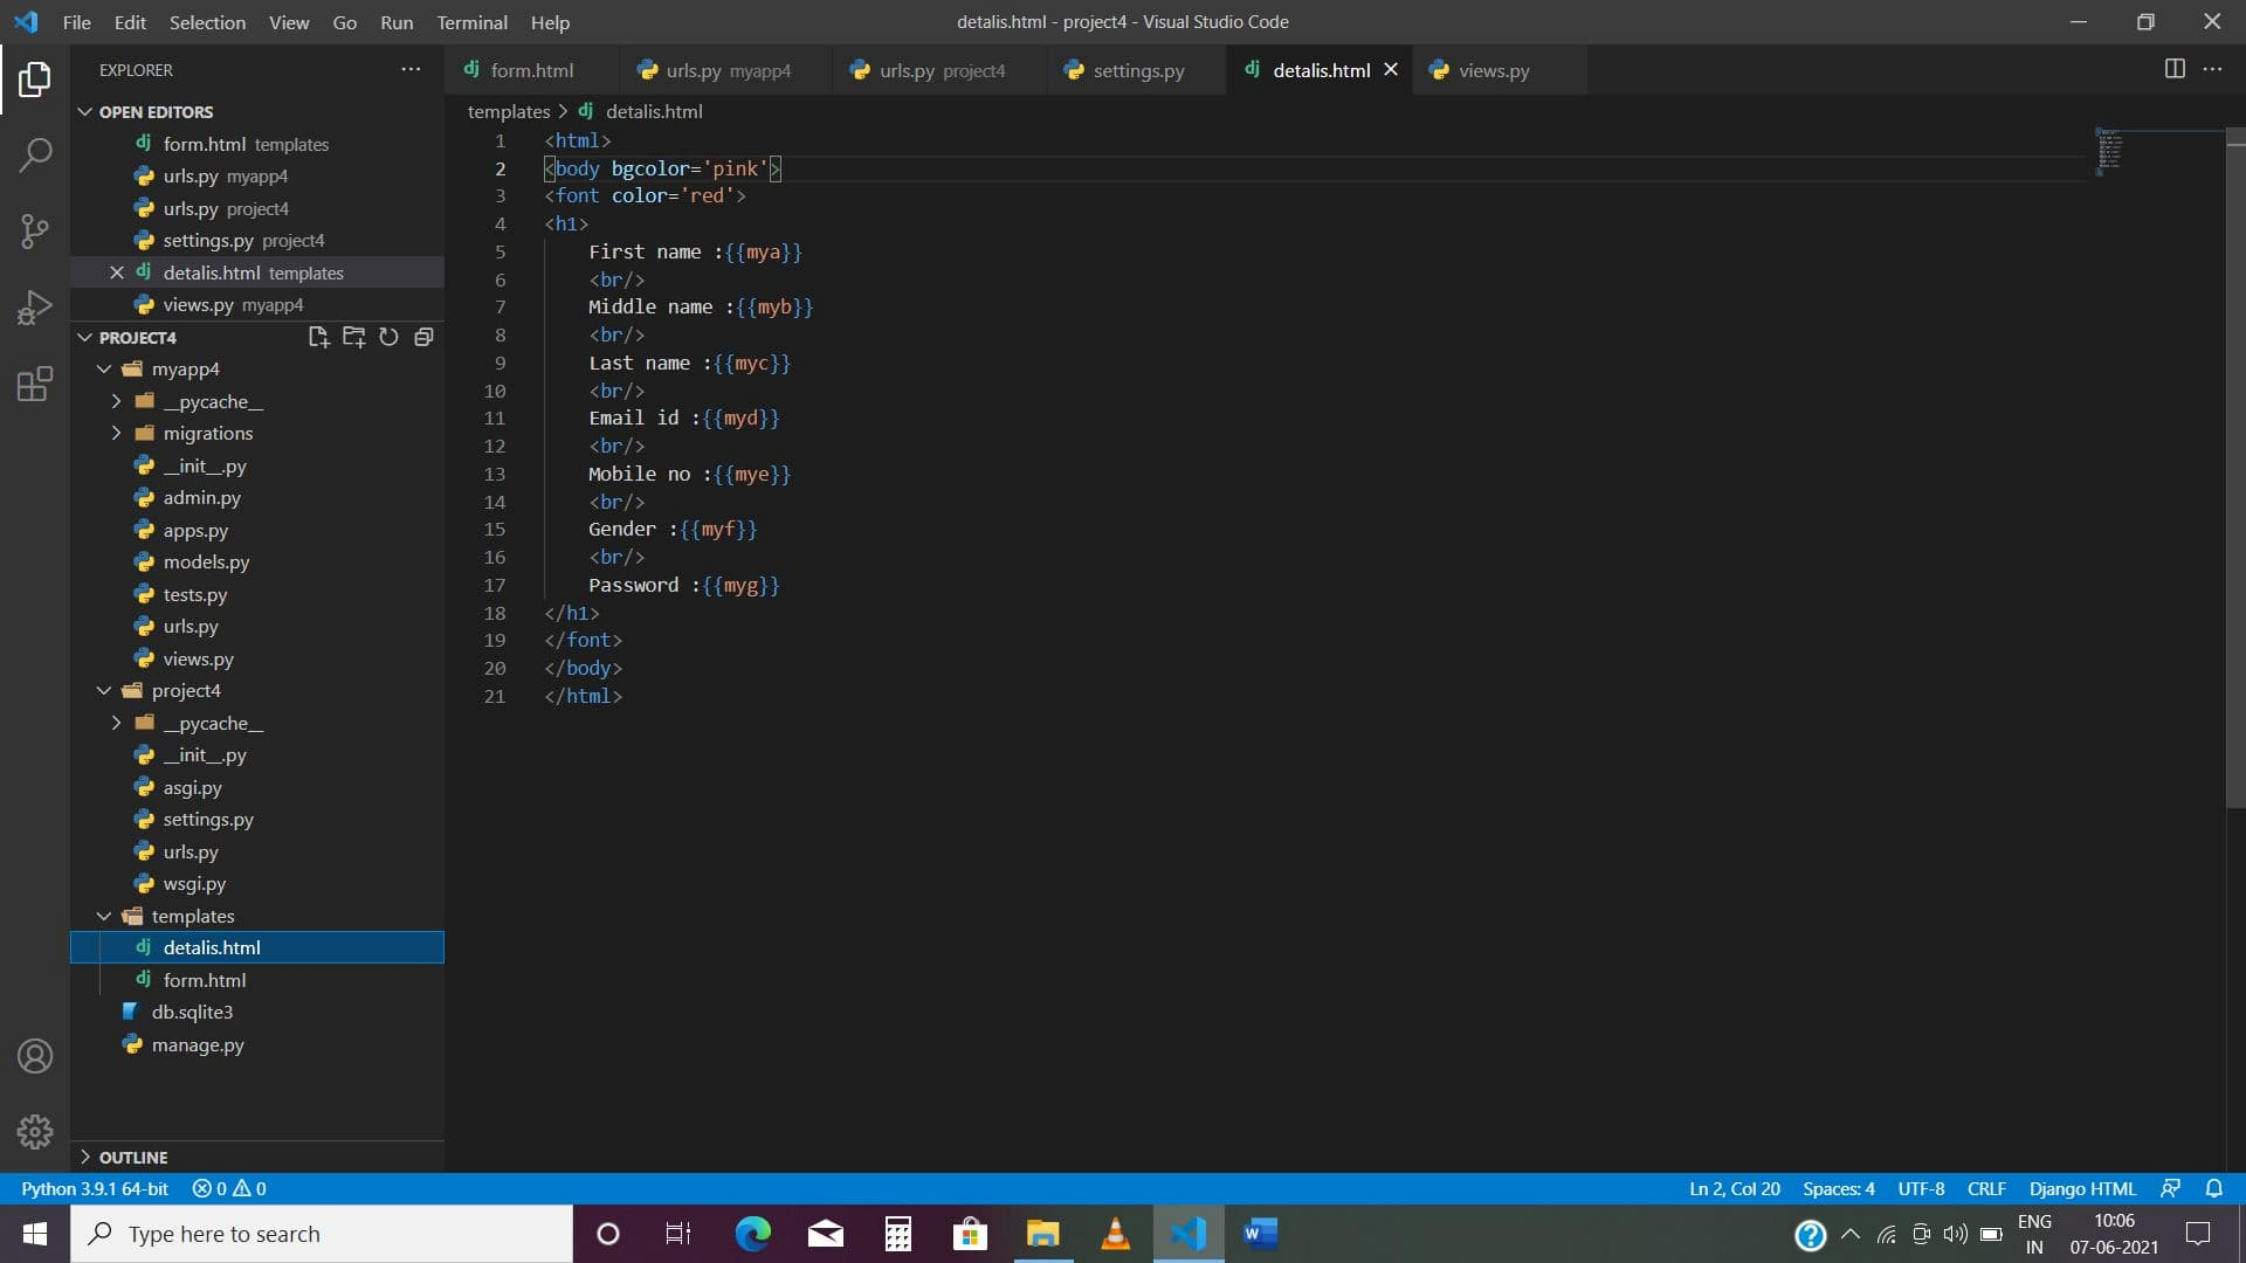 File Edit Selection View Go Run Terminal Help
detalis.html - project4 - Visual Studio Code
EXPLORER
form.html
urls.py myapp4
urls.py project4
settings.py
detalis.html
views.py
OPEN EDITORS
form.html templates
urls.py myapp4
urls.py project4
settings.py project4
detalis.html templates
views.py myapp4
PROJECT4
myapp4
__pycache__
migrations
__init__.py
admin.py
apps.py
models.py
tests.py
urls.py
views.py
project4
__pycache__
__init__.py
asgi.py
settings.py
urls.py
wsgi.py
templates
detalis.html
form.html
db.sqlite3
manage.py
OUTLINE
templates > detalis.html
1 <html>
2 <body bgcolor='pink'>
3 <font color='red'>
4 <h1>
5 First name :{{mya}}
6 <br/>
7 Middle name :{{myb}}
8 <br/>
9 Last name :{{myc}}
10 <br/>
11 Email id :{{myd}}
12 <br/>
13 Mobile no :{{mye}}
14 <br/>
15 Gender :{{myf}}
16 <br/>
17 Password :{{myg}}
18 </h1>
19 </font>
20 </body>
21 </html>
Python 3.9.1 64-bit 0 0
Ln 2, Col 20 Spaces: 4 UTF-8 CRLF Django HTML
Type here to search
ENG
IN
10:06
07-06-2021